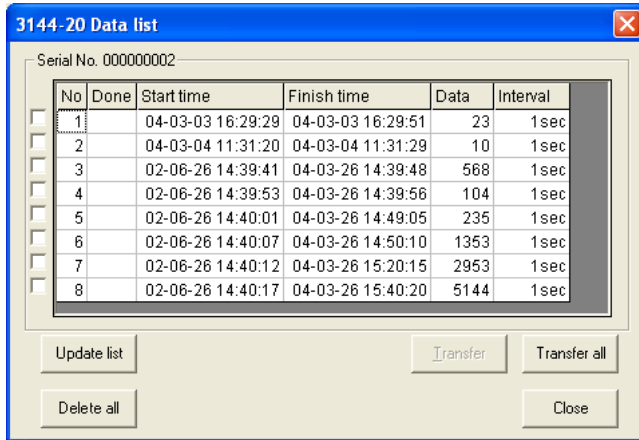 3144-20 Data list
Serial No. 000000002
No Done Start time Finish time Data Interval
1 04-03-03 16:29:29 04-03-03 16:29:51 23 1sec
2 04-03-04 11:31:20 04-03-04 11:31:29 10 1sec
3 02-06-26 14:39:41 04-03-26 14:39:48 568 1sec
4 02-06-26 14:39:53 04-03-26 14:39:56 104 1sec
5 02-06-26 14:40:01 04-03-26 14:49:05 235 1sec
6 02-06-26 14:40:07 04-03-26 14:50:10 1353 1sec
7 02-06-26 14:40:12 04-03-26 15:20:15 2953 1sec
8 02-06-26 14:40:17 04-03-26 15:40:20 5144 1sec
Update list Transfer Transfer all
Delete all Close